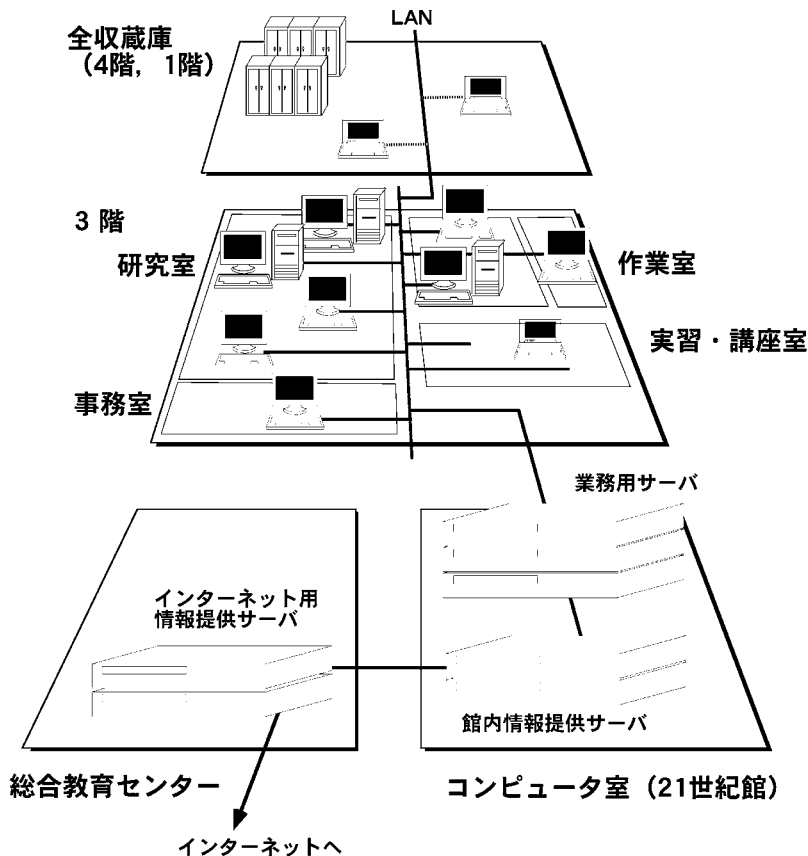 LAN
全収蔵庫
（4階，1階）
3 階
研究室
作業室
実習・講座室
事務室
業務用サーバ
インターネット用
情報提供サーバ
館内情報提供サーバ
総合教育センター
コンピュータ室（21世紀館）
インターネットへ